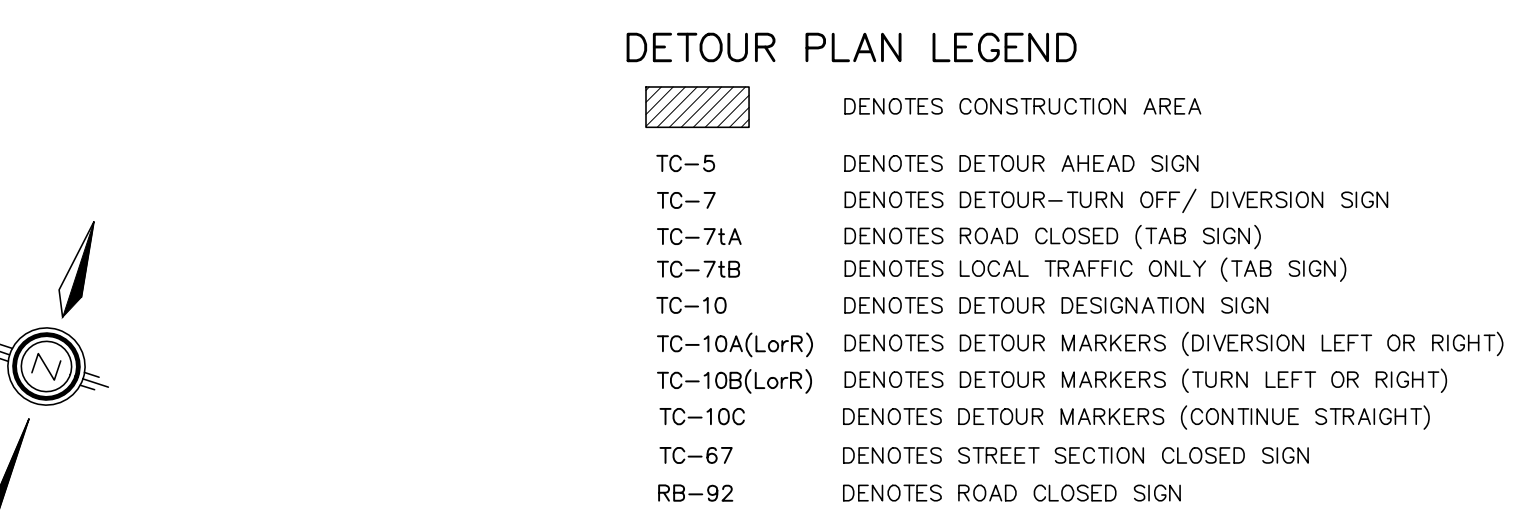 DETOUR PLAN LEGEND
DENOTES CONSTRUCTION AREA
TC-5 DENOTES DETOUR AHEAD SIGN
TC-7 DENOTES DETOUR-TURN OFF/ DIVERSION SIGN
TC-7tA DENOTES ROAD CLOSED (TAB SIGN)
TC-7tB DENOTES LOCAL TRAFFIC ONLY (TAB SIGN)
TC-10 DENOTES DETOUR DESIGNATION SIGN
TC-10A(LorR) DENOTES DETOUR MARKERS (DIVERSION LEFT OR RIGHT)
N
TC-10B(LorR) DENOTES DETOUR MARKERS (TURN LEFT OR RIGHT)
TC-10C DENOTES DETOUR MARKERS (CONTINUE STRAIGHT)
TC-67 DENOTES STREET SECTION CLOSED SIGN
RB-92 DENOTES ROAD CLOSED SIGN